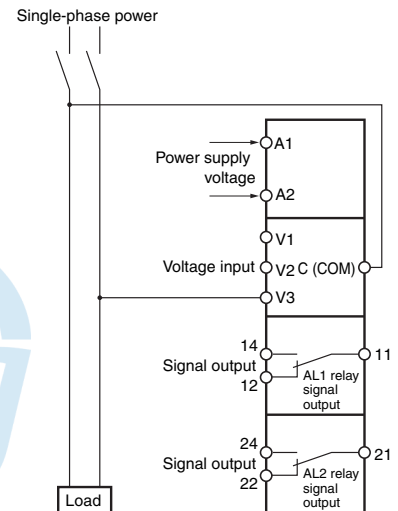 Single-phase power
A1
Power supply
voltage
A2
V1
Voltage input V2 C (COM)
V3
14
11
Signal output
12
AL1 relay
signal
output
24
21
Signal output
22
AL2 relay
signal
output
Load